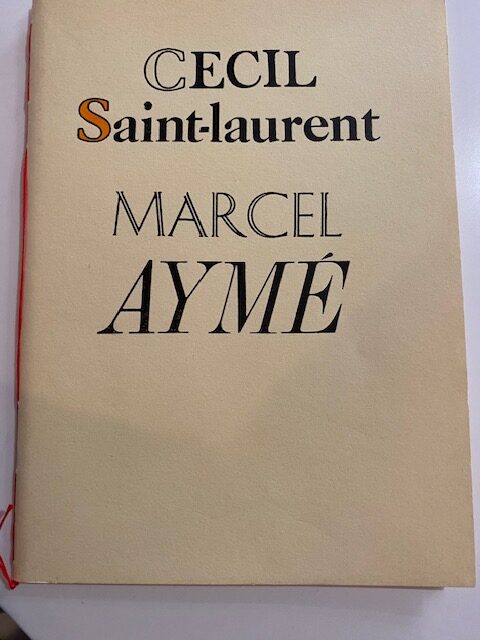 CECIL
Saint-laurent
MARCEL
AYMÉ